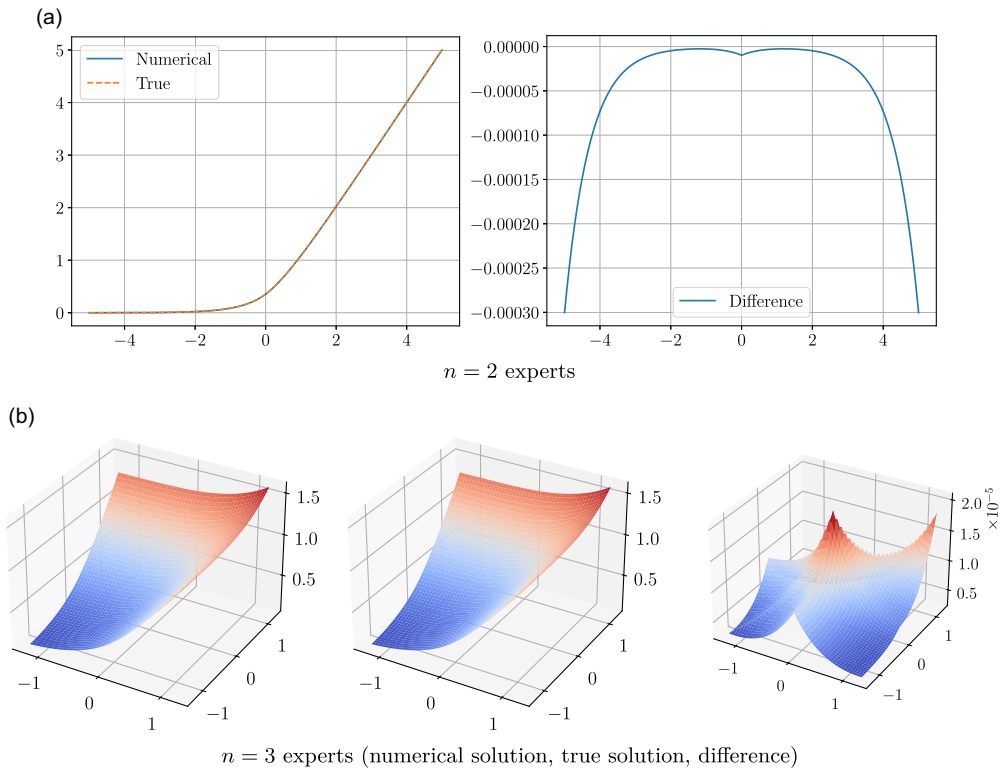 (a)
5
4
3
2
1
0
Numerical
True
−4 −2 0 2 4
0.00000
−0.00005
−0.00010
−0.00015
−0.00020
−0.00025
−0.00030
Difference
−4 −2 0 2 4
n = 2 experts
(b)
1.5
1.0
0.5
−1 0 1
−1 0 1
1.5
1.0
0.5
−1 0 1
−1 0 1
2.0
1.5
1.0
0.5
×10⁻⁵
−1 0 1
−1 0 1
n = 3 experts (numerical solution, true solution, difference)